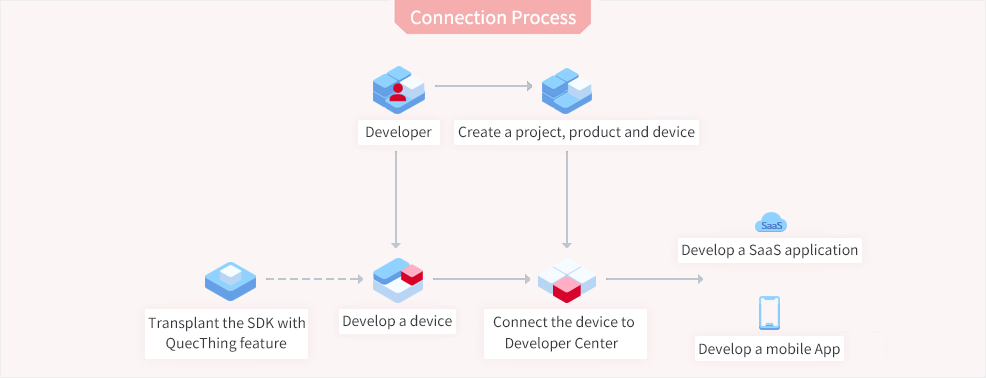 Connection Process
Developer
Create a project, product and device
SaaS
Develop a SaaS application
Transplant the SDK with
QuecThing feature
Develop a device
Connect the device to
Developer Center
Develop a mobile App